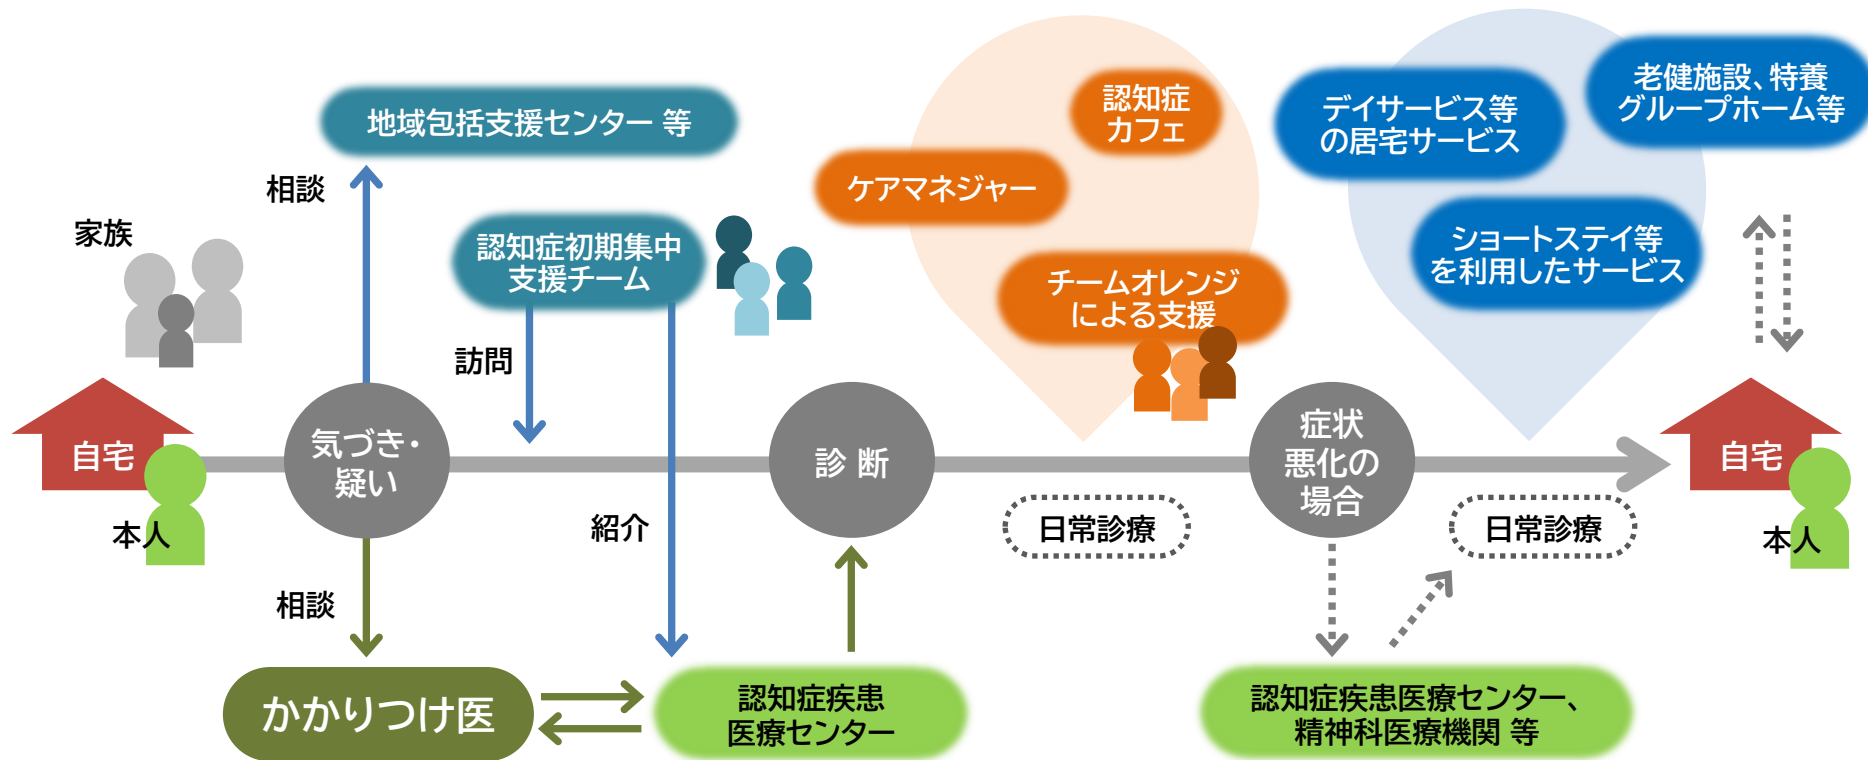 地域包括支援センター 等
相談
家族
認知症初期集中
支援チーム
訪問
自宅
本人
気づき・
疑い
相談
紹介
かかりつけ医
認知症疾患
医療センター
診 断
認知症
カフェ
ケアマネジャー
チームオレンジ
による支援
日常診療
症状
悪化の
場合
デイサービス等
の居宅サービス
老健施設、特養
グループホーム等
ショートステイ等
を利用したサービス
日常診療
認知症疾患医療センター、
精神科医療機関 等
自宅
本人